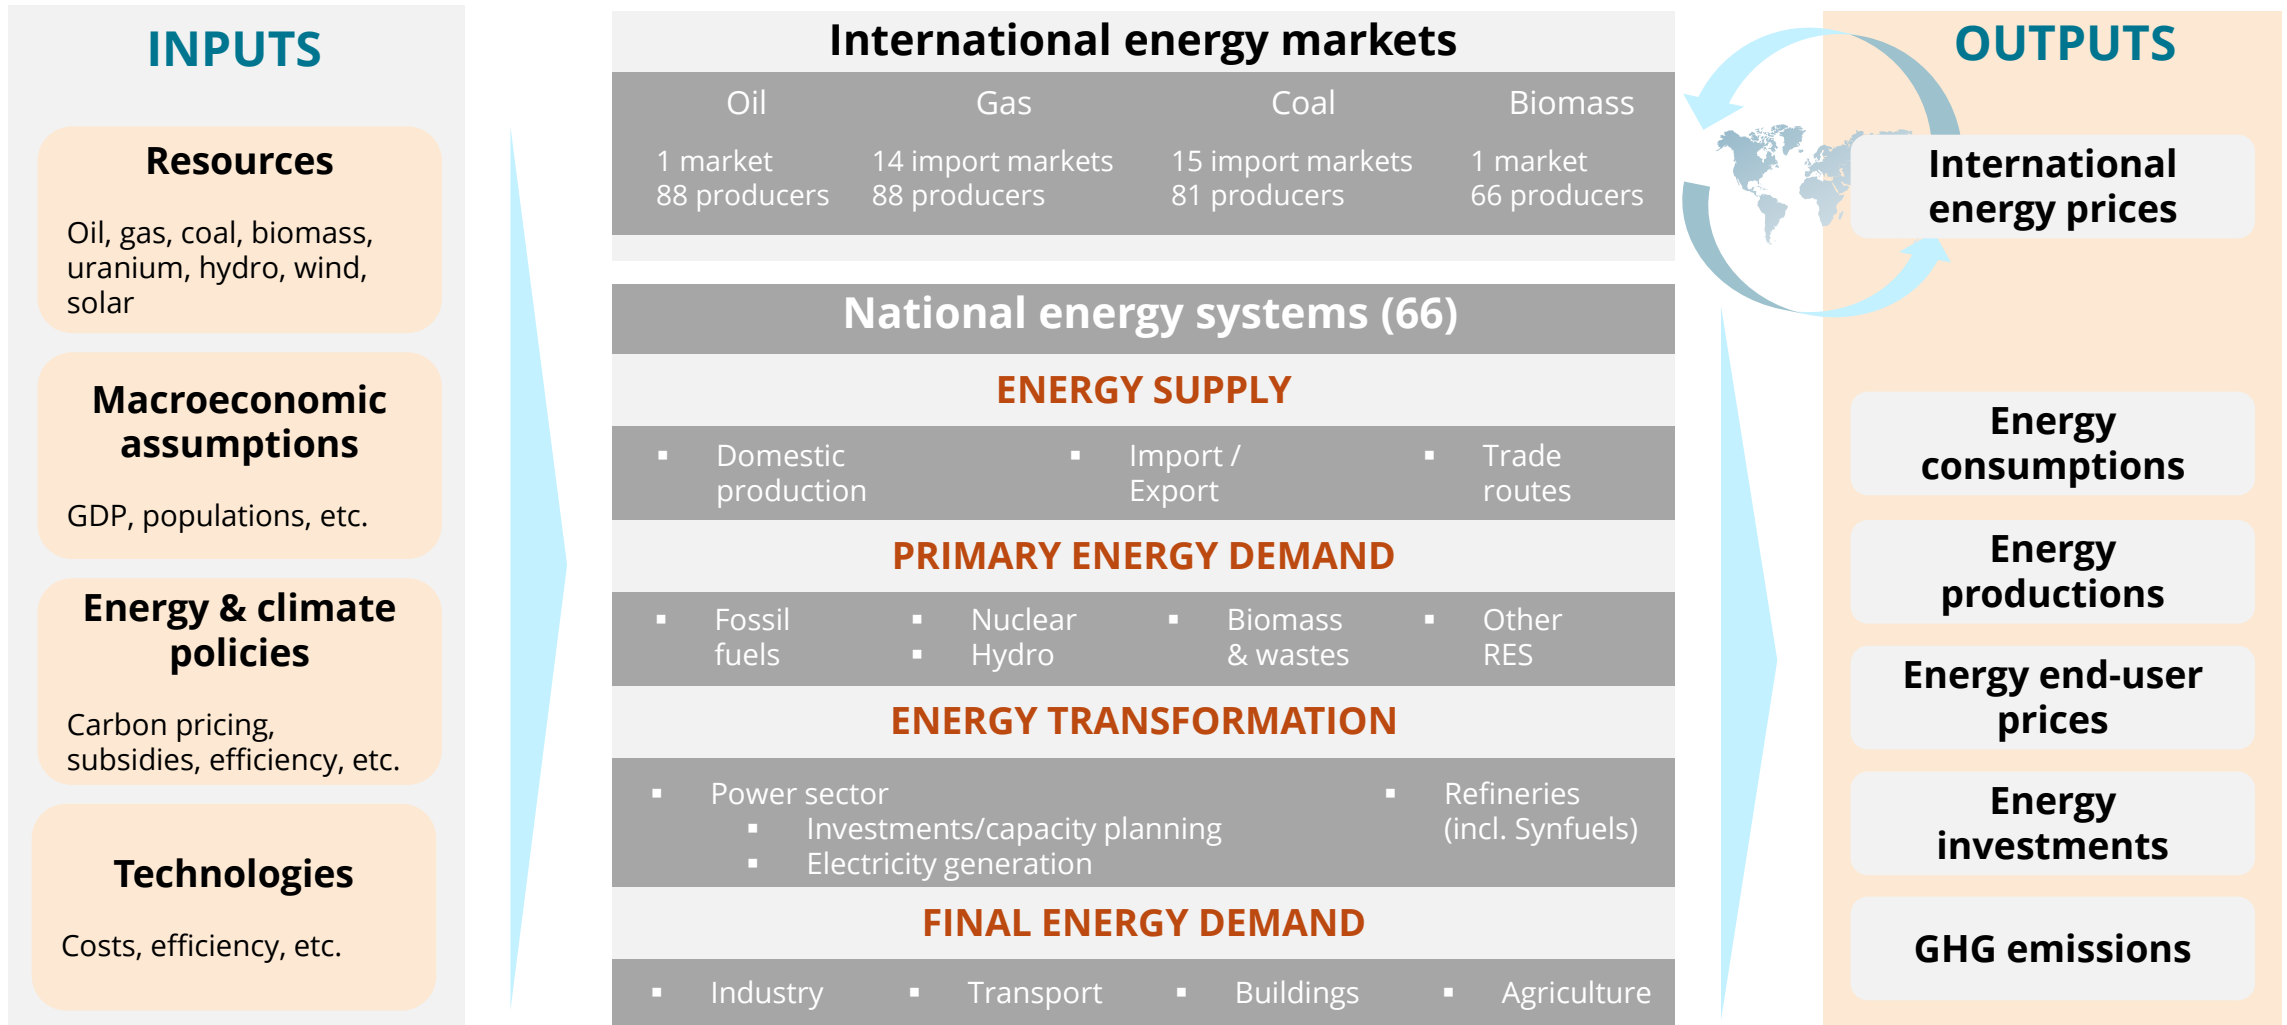 INPUTS
Resources
Oil, gas, coal, biomass,
uranium, hydro, wind,
solar
Macroeconomic
assumptions
GDP, populations, etc.
Energy & climate
policies
Carbon pricing,
subsidies, efficiency, etc.
Technologies
Costs, efficiency, etc.
International energy markets
Oil
1 market
88 producers
Gas
14 import markets
88 producers
Coal
15 import markets
81 producers
Biomass
1 market
66 producers
National energy systems (66)
ENERGY SUPPLY
▪ Domestic
production
▪ Import /
Export
▪ Trade
routes
PRIMARY ENERGY DEMAND
▪ Fossil
fuels
▪ Nuclear
▪ Hydro
▪ Biomass
& wastes
▪ Other
RES
ENERGY TRANSFORMATION
▪ Power sector
▪ Investments/capacity planning
▪ Electricity generation
▪ Refineries
(incl. Synfuels)
FINAL ENERGY DEMAND
▪ Industry
▪ Transport
▪ Buildings
▪ Agriculture
OUTPUTS
International
energy prices
Energy
consumptions
Energy
productions
Energy end-user
prices
Energy
investments
GHG emissions